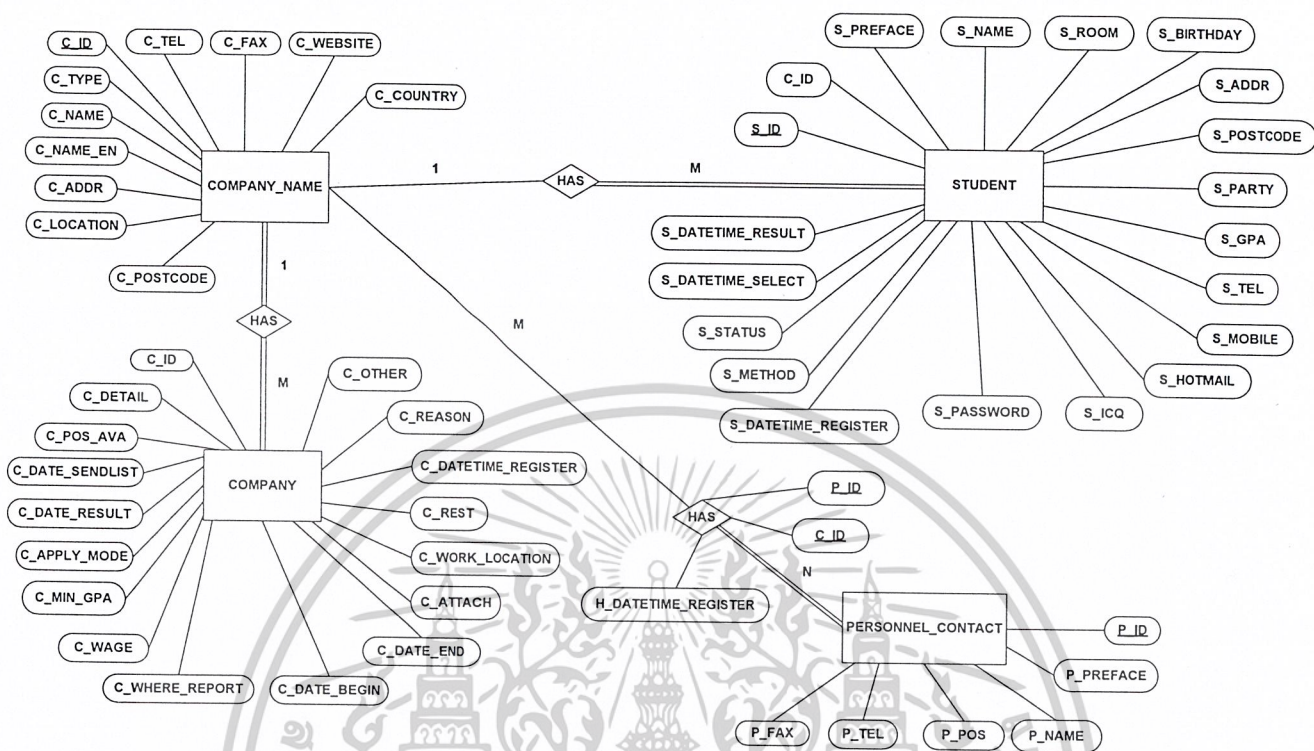 C_ID
C_TEL
C_FAX
C_WEBSITE
C_TYPE
C_COUNTRY
C_NAME
C_NAME_EN
C_ADDR
C_LOCATION
C_POSTCODE
COMPANY_NAME
1
HAS
M
S_PREFACE
S_NAME
S_ROOM
S_BIRTHDAY
C_ID
S_ADDR
S_ID
S_POSTCODE
STUDENT
S_PARTY
S_DATETIME_RESULT
S_GPA
S_DATETIME_SELECT
S_TEL
S_STATUS
S_MOBILE
S_METHOD
S_HOTMAIL
S_DATETIME_REGISTER
S_PASSWORD
S_ICQ
1
HAS
M
M
C_ID
C_OTHER
C_DETAIL
C_REASON
C_POS_AVA
C_DATETIME_REGISTER
C_DATE_SENDLIST
COMPANY
C_REST
C_DATE_RESULT
C_WORK_LOCATION
C_APPLY_MODE
C_ATTACH
C_MIN_GPA
C_DATE_END
C_WAGE
C_WHERE_REPORT
C_DATE_BEGIN
P_ID
HAS
C_ID
N
H_DATETIME_REGISTER
PERSONNEL_CONTACT
P_ID
P_PREFACE
P_FAX
P_TEL
P_POS
P_NAME